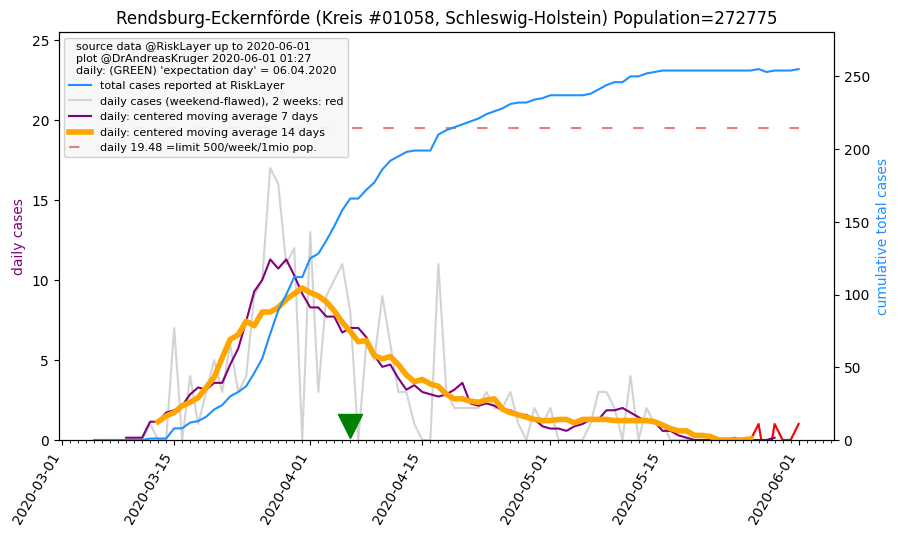 Rendsburg-Eckernförde (Kreis #01058, Schleswig-Holstein) Population=272775
source data @RiskLayer up to 2020-06-01
plot @DrAndreasKruger 2020-06-01 01:27
daily: (GREEN) 'expectation day' = 06.04.2020
total cases reported at RiskLayer
daily cases (weekend-flawed), 2 weeks: red
daily: centered moving average 7 days
daily: centered moving average 14 days
daily 19.48 =limit 500/week/1mio pop.
daily cases
25
20
15
10
5
0
cumulative total cases
250
200
150
100
50
0
2020-03-01
2020-03-15
2020-04-01
2020-04-15
2020-05-01
2020-05-15
2020-06-01